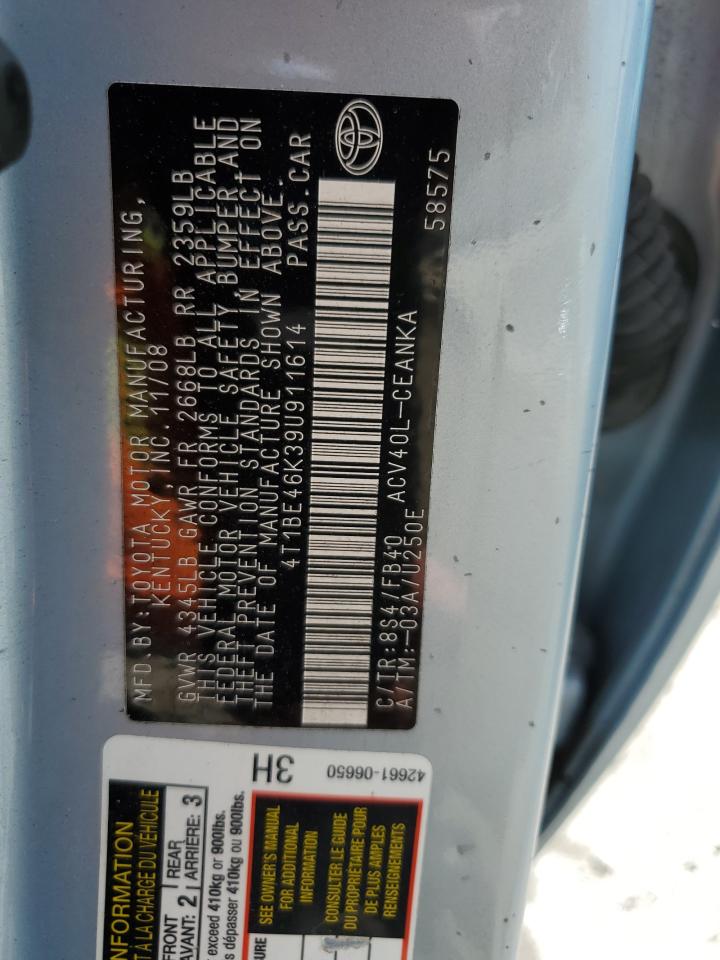 MFD.BY:TOYOTA MOTOR MANUFACTURING,
KENTUCKY, INC. 11/08
GVWR 4345LB GAWR FR 2668LB RR 2359LB
THIS VEHICLE CONFORMS TO ALL APPLICABLE
FEDERAL MOTOR VEHICLE SAFETY, BUMPER, AND
THEFT PREVENTION STANDARDS IN EFFECT ON
THE DATE OF MANUFACTURE SHOWN ABOVE.
4T1BE46K39U911614 PASS.CAR
C/TR:8S4/FB40 ACV40L-CEANKA
A/TM:-03A/U250E 58575
3H
42661-06650
INFORMATION
T À LA CHARGE DU VÉHICULE
FRONT
AVANT: 2
REAR
ARRIÈRE: 3
exceed 410kg or 900lbs.
s dépasser 410kg ou 900lbs.
SEE OWNER'S MANUAL
FOR ADDITIONAL
INFORMATION
CONSULTER LE GUIDE
DU PROPRIÉTAIRE POUR
DE PLUS AMPLES
RENSEIGNEMENTS